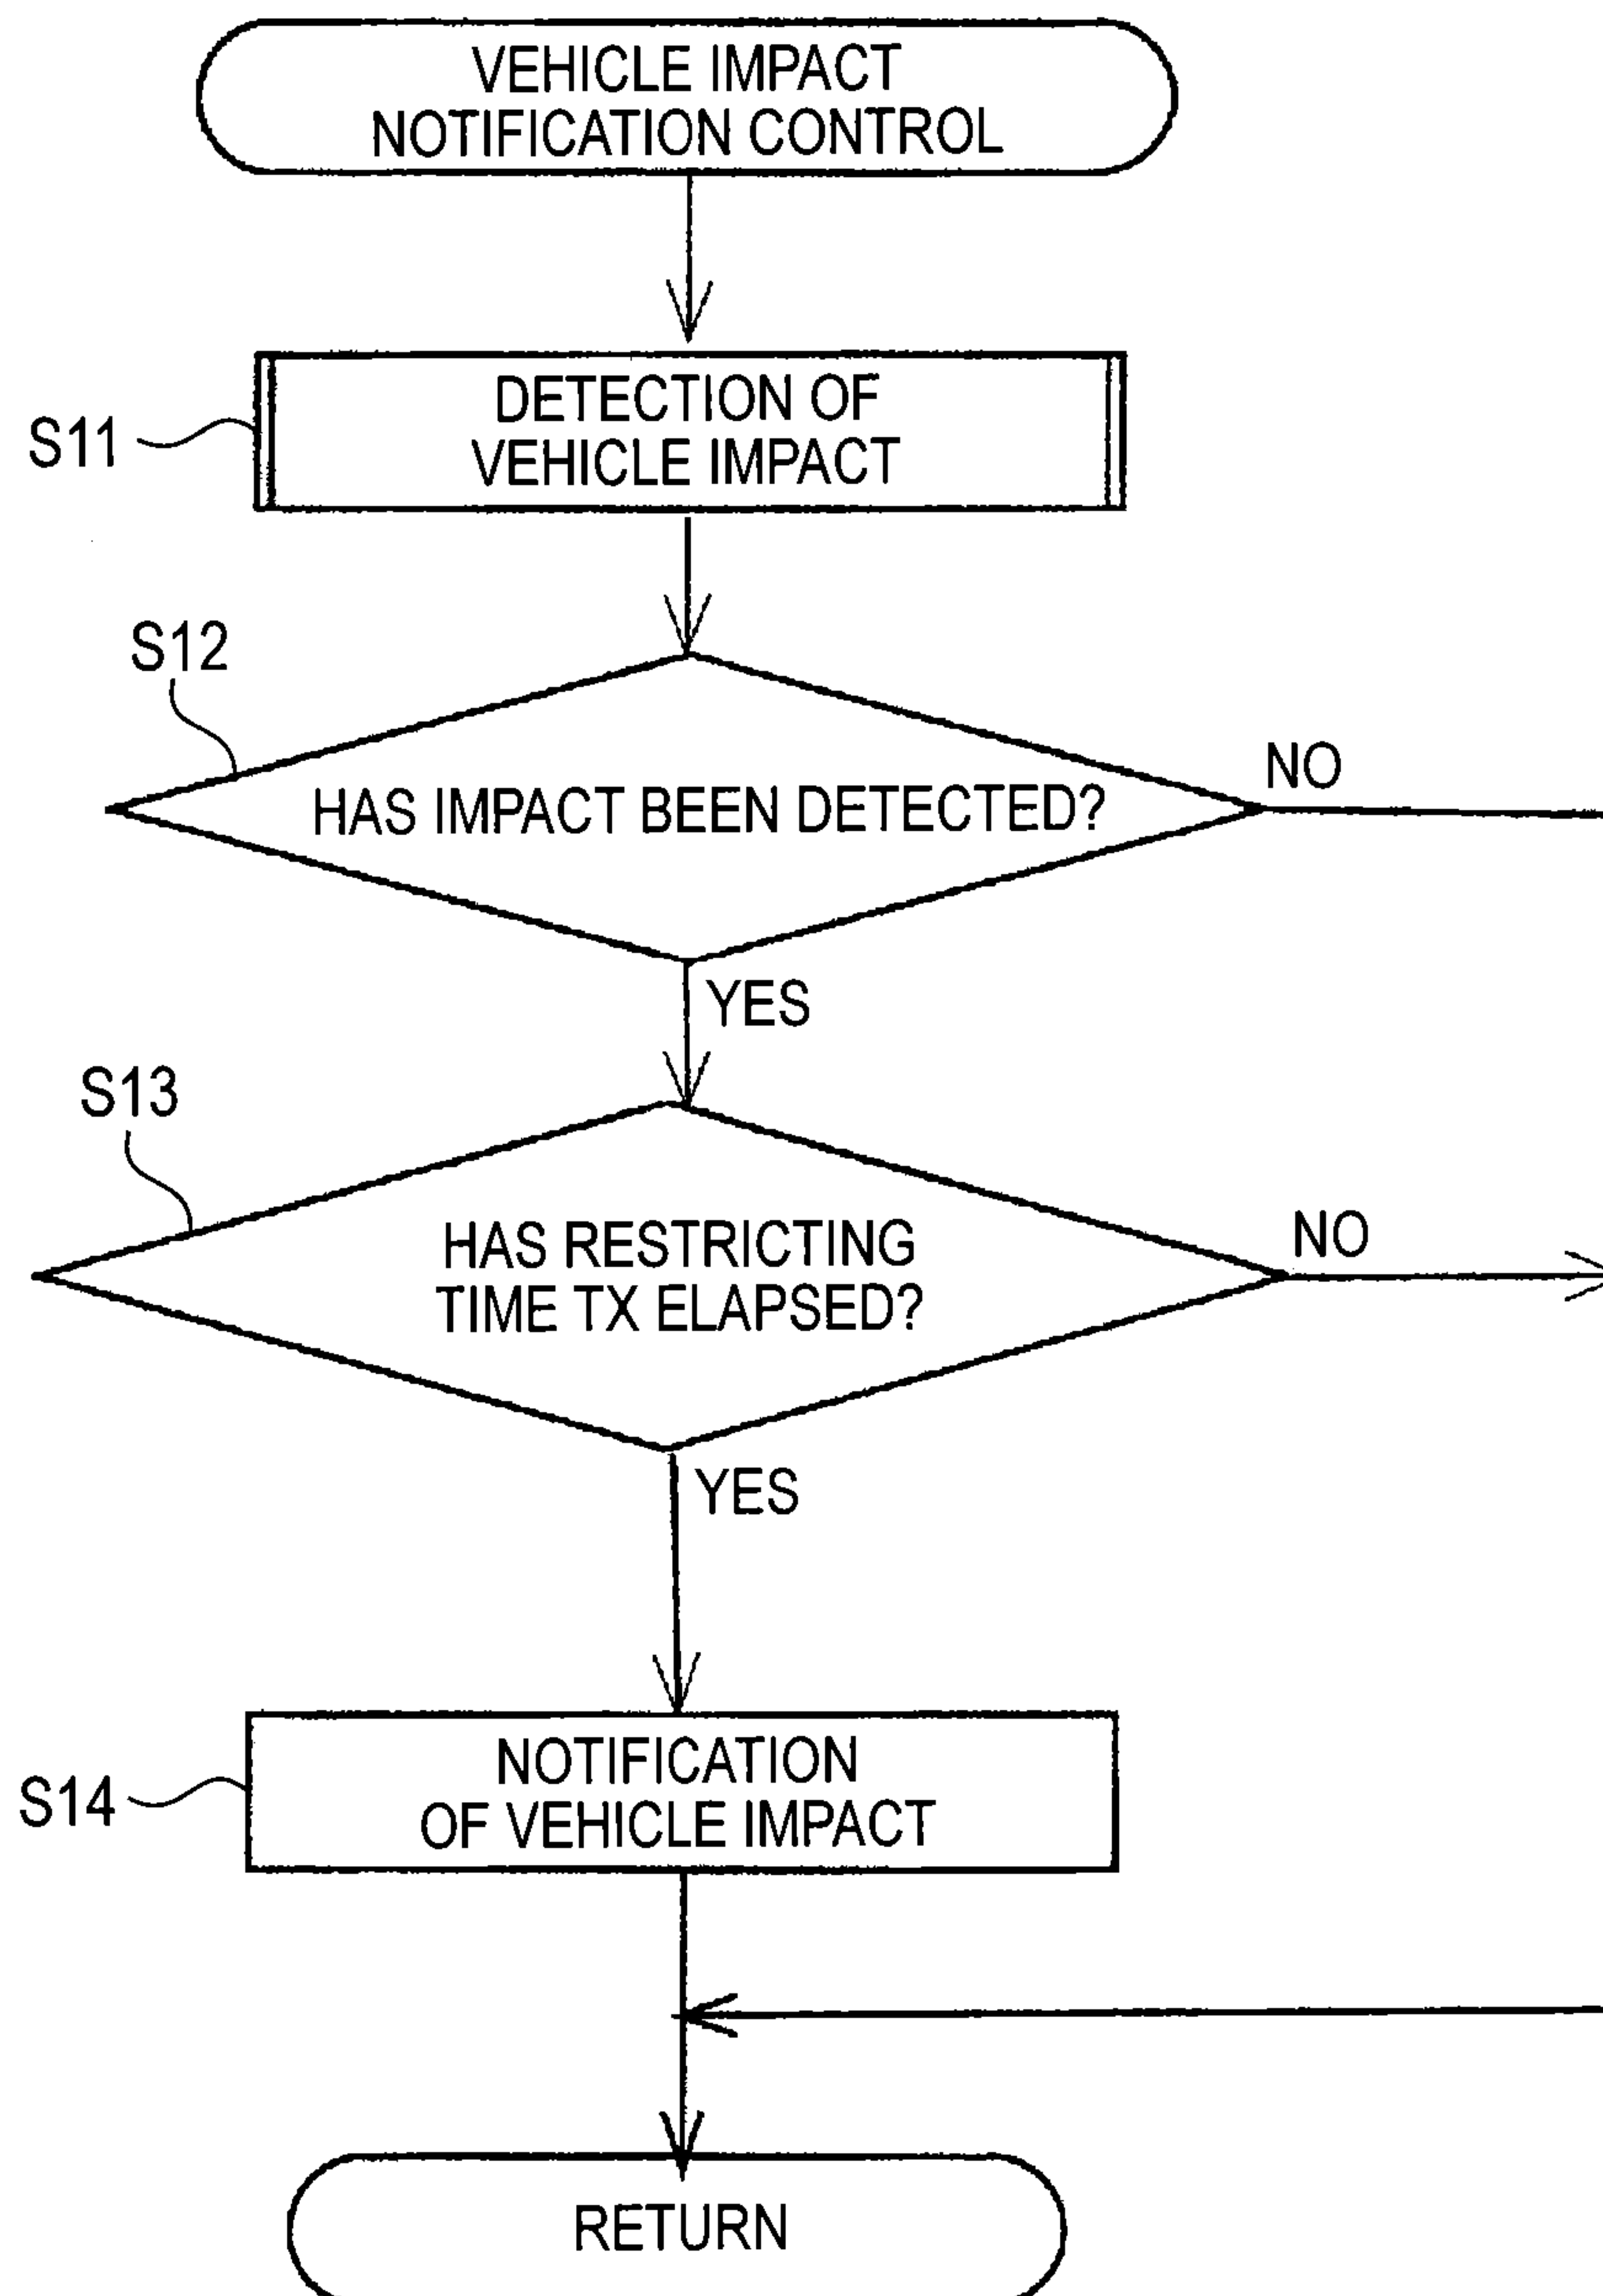 VEHICLE IMPACT
NOTIFICATION CONTROL
S11
DETECTION OF
VEHICLE IMPACT
S12
HAS IMPACT BEEN DETECTED?
NO
YES
S13
HAS RESTRICTING
TIME TX ELAPSED?
NO
YES
S14
NOTIFICATION
OF VEHICLE IMPACT
RETURN